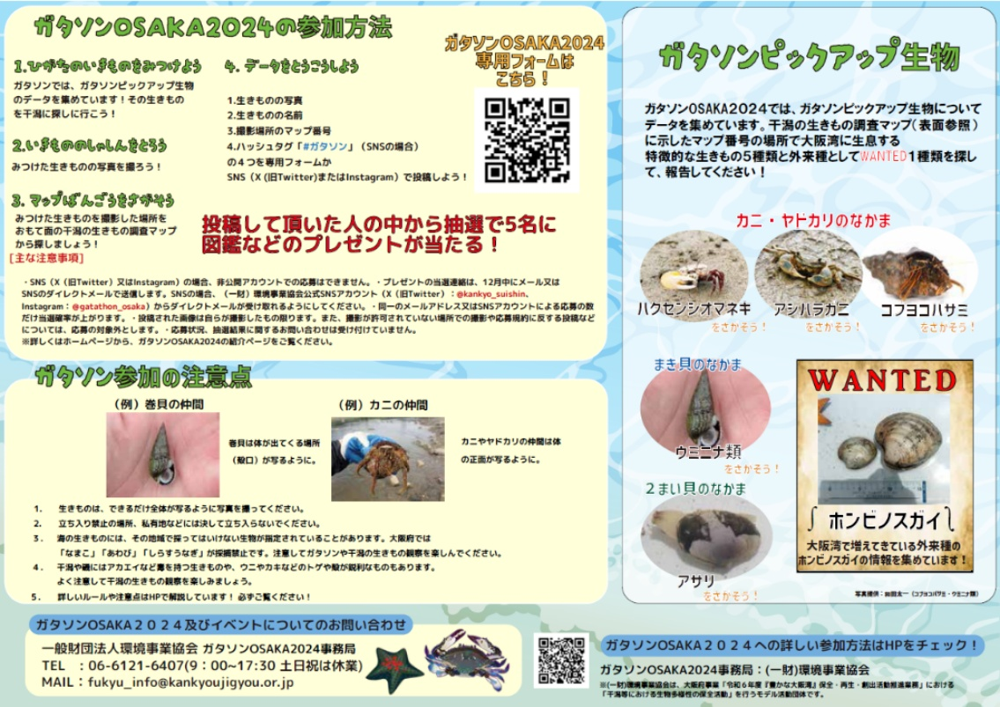 ガタソンOSAKA2024の参加方法
1.ひがたのいきものをみつけよう
ガタソンでは、ガタソンピックアップ生物
のデータを集めています！その生きもの
を干潟に探しに行こう！
2.いきもののしゃしんをとろう
みつけた生きものの写真を撮ろう！
3. マップばんごうをさがそう
みつけた生きものを撮影した場所を
おもて面の干潟の生きもの調査マップ
から探しましょう！
4. データをとうこうしよう
1.生きものの写真
2.生きものの名前
3.撮影場所のマップ番号
4.ハッシュタグ「#ガタソン」（SNSの場合）
の４つを専用フォームか
SNS（X (旧Twitter)またはInstagram）で投稿しよう！
ガタソンOSAKA2024
専用フォームは
こちら！
投稿して頂いた人の中から抽選で5名に
図鑑などのプレゼントが当たる！
[主な注意事項]
・SNS（X（旧Twitter）又はInstagram）の場合、非公開アカウントでの応募はできません。・プレゼントの当選連絡は、12月中にメール又は
SNSのダイレクトメールで送信します。SNSの場合、（一財）環境事業協会公式SNSアカウント（X（旧Twitter）：@kankyo_suishin、
Instagram：@gatathon_osaka）からダイレクトメールが受け取れるようにしてください。・同一のメールアドレス又はSNSアカウントによる応募の数
だけ当選確率が上がります。・投稿された画像は自らが撮影したもの限ります。また、撮影が許可されていない場所での撮影や応募規約に反する投稿など
については、応募の対象外とします。・応募状況、抽選結果に関するお問い合わせは受け付けていません。
※詳しくはホームページから、ガタソンOSAKA2024の紹介ページをご覧ください。
ガタソン参加の注意点
（例）巻貝の仲間
巻貝は体が出てくる場所
（殻口）が写るように。
（例）カニの仲間
カニやヤドカリの仲間は体
の正面が写るように。
1. 生きものは、できるだけ全体が写るように写真を撮ってください。
2. 立ち入り禁止の場所、私有地などには決して立ち入らないでください。
3. 海の生きものには、その地域で採ってはいけない生物が指定されていることがあります。大阪府では
「なまこ」「あわび」「しらすうなぎ」が採捕禁止です。注意してガタソンや干潟の生きもの観察を楽しんでください。
4. 干潟や磯にはアカエイなど毒を持つ生きものや、ウニやカキなどのトゲや殻が鋭利なものもあります。
よく注意して干潟の生きもの観察を楽しみましょう。
5. 詳しいルールや注意点はHPで解説しています！ 必ずご覧ください！
ガタソンOSAKA２０２４及びイベントについてのお問い合わせ
一般財団法人環境事業協会 ガタソンOSAKA2024事務局
TEL ：06-6121-6407(9：00~17:30 土日祝は休業)
MAIL：fukyu_info@kankyoujigyou.or.jp
ガタソンピックアップ生物
ガタソンOSAKA２０２４では、ガタソンピックアップ生物について
データを集めています。干潟の生きもの調査マップ（表面参照）
に示したマップ番号の場所で大阪湾に生息する
特徴的な生きもの５種類と外来種としてWANTED１種類を探し
て、報告してください！
カニ・ヤドカリのなかま
ハクセンシオマネキ
をさがそう！
アシハラガニ
をさがそう！
コブヨコバサミ
をさがそう！
まき貝のなかま
ウミニナ類
をさがそう！
２まい貝のなかま
アサリ
をさがそう！
WANTED
ホンビノスガイ
大阪湾で増えてきている外来種の
ホンビノスガイの情報を集めています！
ガタソンOSAKA２０２４への詳しい参加方法はHPをチェック！
ガタソンOSAKA2024事務局：(一財)環境事業協会
※(一財)環境事業協会は、大阪府事業「令和６年度『豊かな大阪湾』保全・再生・創出活動推進業務」における
「干潟等における生物多様性の保全活動」を行うモデル活動団体です。